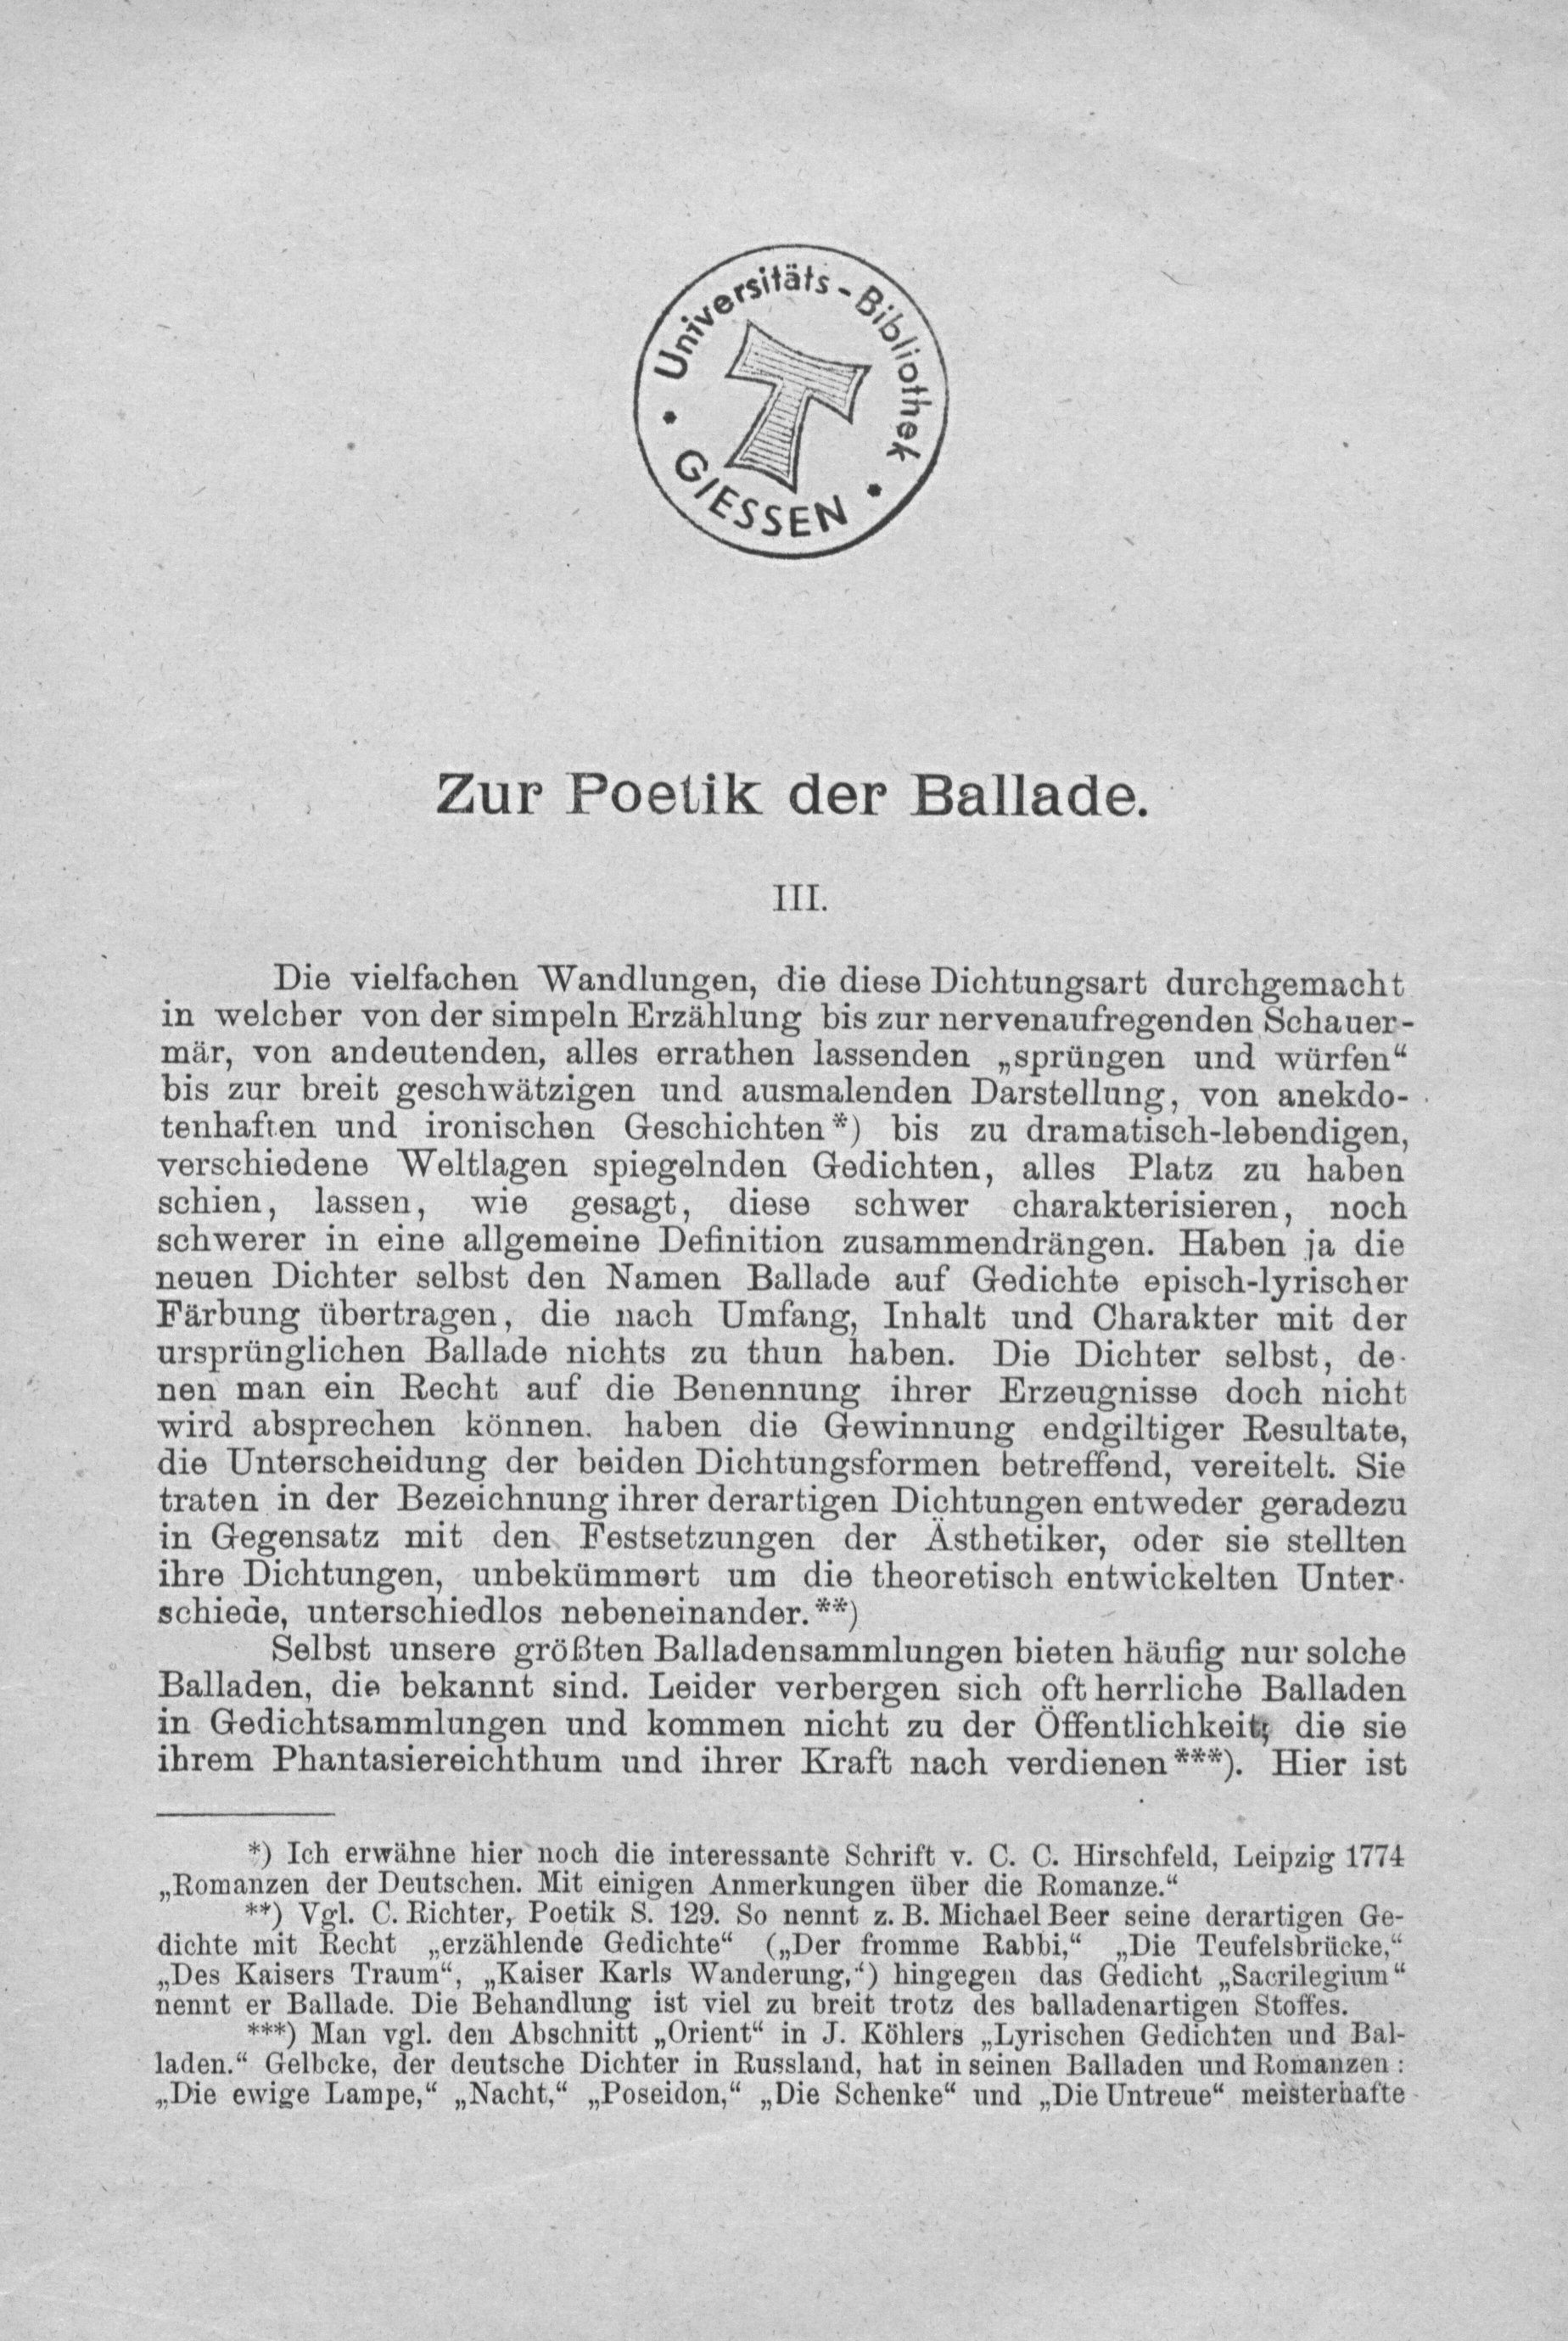 Universitäts-Bibliothek
GIESSEN
Zur Poetik der Ballade.
III.
Die vielfachen Wandlungen, die diese Dichtungsart durchgemacht
in welcher von der simpeln Erzählung bis zur nervenaufregenden Schauer-
mär, von andeutenden, alles errathen lassenden „sprüngen und würfen“
bis zur breit geschwätzigen und ausmalenden Darstellung, von anekdo-
tenhaften und ironischen Geschichten*) bis zu dramatisch-lebendigen,
verschiedene Weltlagen spiegelnden Gedichten, alles Platz zu haben
schien, lassen, wie gesagt, diese schwer charakterisieren, noch
schwerer in eine allgemeine Definition zusammendrängen. Haben ja die
neuen Dichter selbst den Namen Ballade auf Gedichte episch-lyrischer
Färbung übertragen, die nach Umfang, Inhalt und Charakter mit der
ursprünglichen Ballade nichts zu thun haben. Die Dichter selbst, de-
nen man ein Recht auf die Benennung ihrer Erzeugnisse doch nicht
wird absprechen können. haben die Gewinnung endgiltiger Resultate,
die Unterscheidung der beiden Dichtungsformen betreffend, vereitelt. Sie
traten in der Bezeichnung ihrer derartigen Dichtungen entweder geradezu
in Gegensatz mit den Festsetzungen der Ästhetiker, oder sie stellten
ihre Dichtungen, unbekümmert um die theoretisch entwickelten Unter-
schiede, unterschiedlos nebeneinander.**)
Selbst unsere größten Balladensammlungen bieten häufig nur solche
Balladen, die bekannt sind. Leider verbergen sich oft herrliche Balladen
in Gedichtsammlungen und kommen nicht zu der Öffentlichkeit, die sie
ihrem Phantasiereichthum und ihrer Kraft nach verdienen***). Hier ist
*) Ich erwähne hier noch die interessante Schrift v. C. C. Hirschfeld, Leipzig 1774
„Romanzen der Deutschen. Mit einigen Anmerkungen über die Romanze.“
**) Vgl. C. Richter, Poetik S. 129. So nennt z. B. Michael Beer seine derartigen Ge-
dichte mit Recht „erzählende Gedichte“ („Der fromme Rabbi,“ „Die Teufelsbrücke,“
„Des Kaisers Traum“, „Kaiser Karls Wanderung,“) hingegen das Gedicht „Sacrilegium“
nennt er Ballade. Die Behandlung ist viel zu breit trotz des balladenartigen Stoffes.
***) Man vgl. den Abschnitt „Orient“ in J. Köhlers „Lyrischen Gedichten und Bal-
laden.“ Gelbcke, der deutsche Dichter in Russland, hat in seinen Balladen und Romanzen:
„Die ewige Lampe,“ „Nacht,“ „Poseidon,“ „Die Schenke“ und „Die Untreue“ meisterhafte